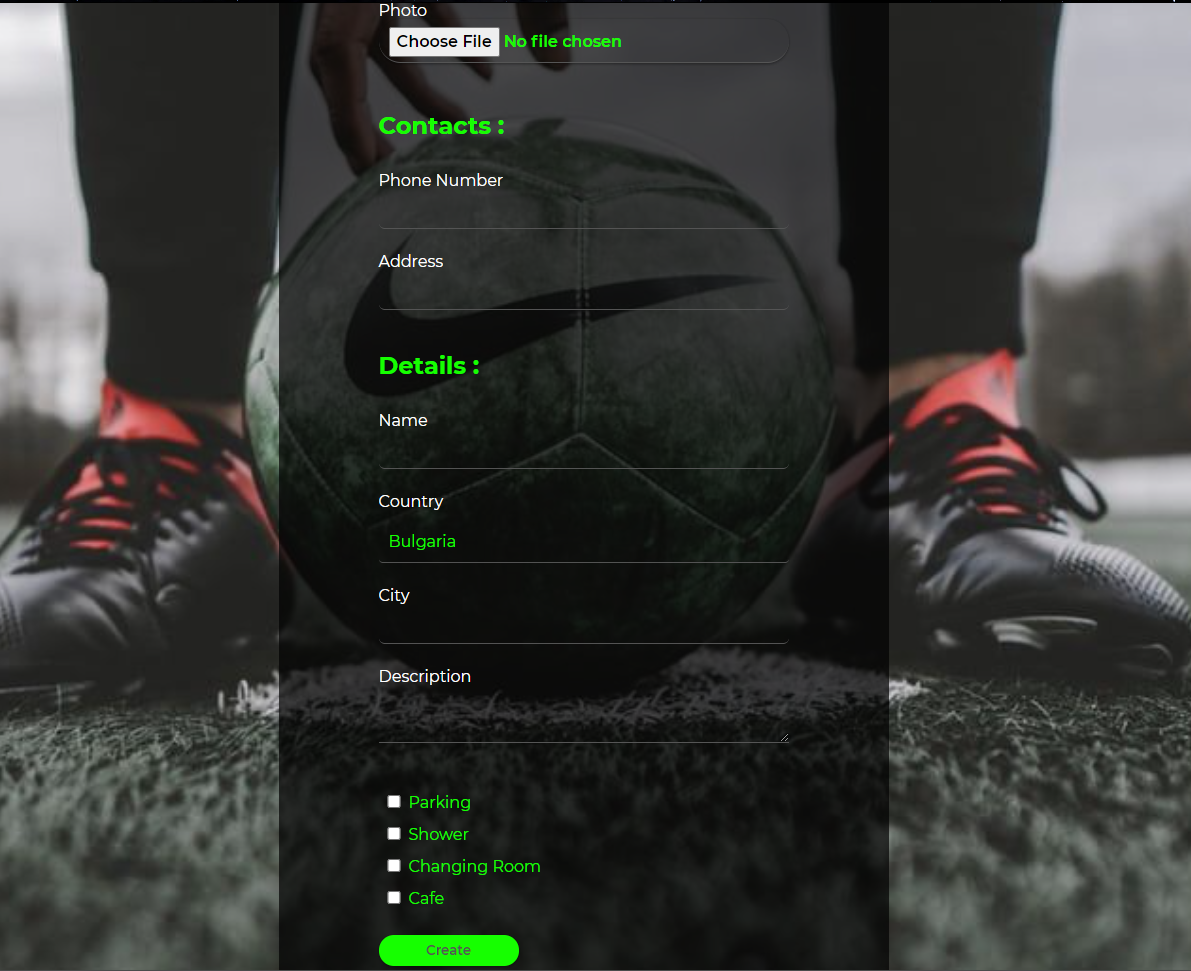 Photo
Choose File No file chosen
Contacts :
Phone Number
Address
Details :
Name
Country
Bulgaria
City
Description
Parking
Shower
Changing Room
Cafe
Create